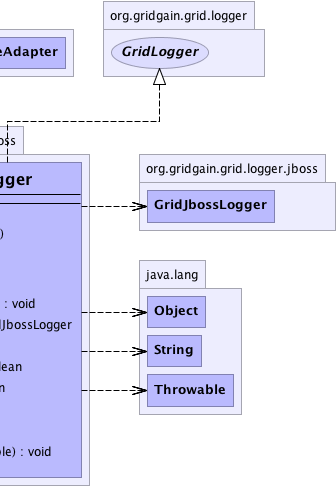 org.gridgain.grid.logger
eAdapter
GridLogger
oss
org.gridgain.grid.logger.jboss
gger
GridJbossLogger
)
java.lang
) : void
Object
dJbossLogger
String
lean
n
Throwable
ble) : void